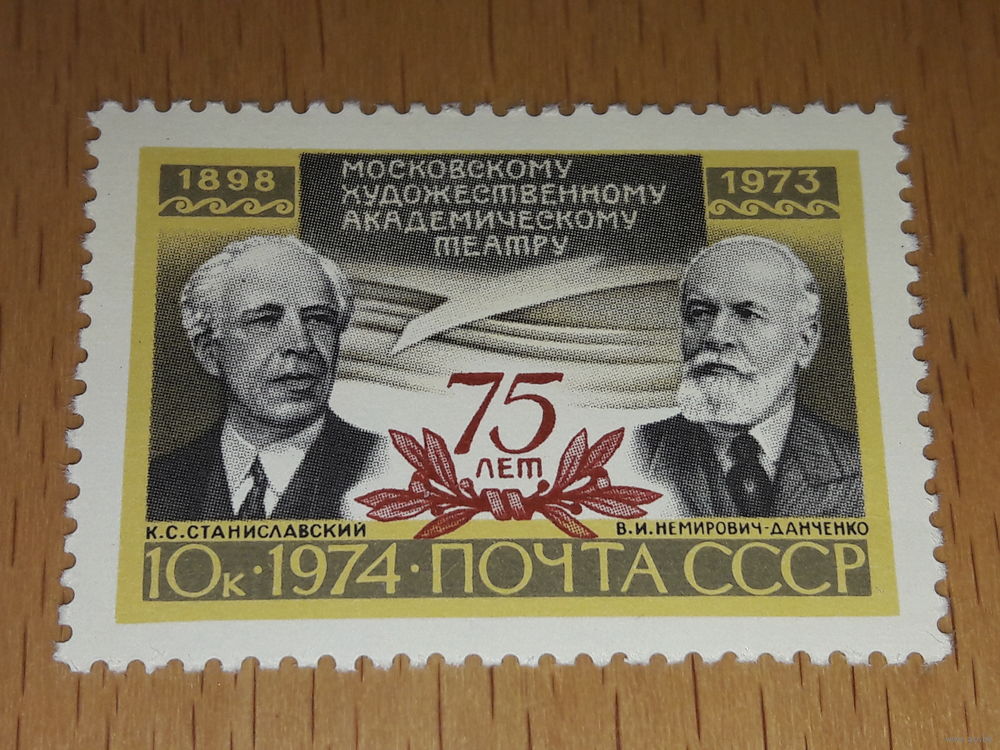 1898
МОСКОВСКОМУ
ХУДОЖЕСТВЕННОМУ
АКАДЕМИЧЕСКОМУ
ТЕАТРУ
1973
75
ЛЕТ
К.С.СТАНИСЛАВСКИЙ
В.И.НЕМИРОВИЧ-ДАНЧЕНКО
10к·1974·ПОЧТА СССР